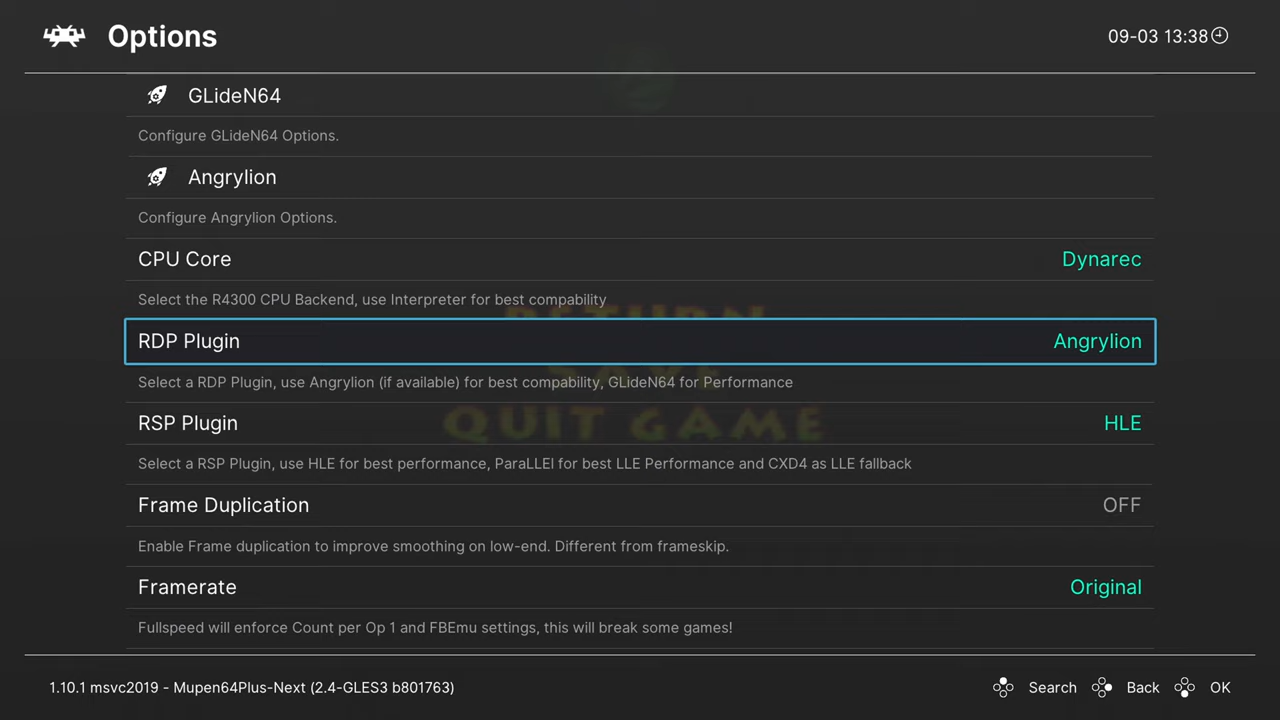 Options
09-03 13:38
GLideN64
Configure GLideN64 Options.
Angrylion
Configure Angrylion Options.
CPU Core Dynarec
Select the R4300 CPU Backend, use Interpreter for best compability
RETURN
RDP Plugin Angrylion
SAVE
Select a RDP Plugin, use Angrylion (if available) for best compability, GLideN64 for Performance
QUIT GAME
RSP Plugin HLE
Select a RSP Plugin, use HLE for best performance, ParaLLEl for best LLE Performance and CXD4 as LLE fallback
Frame Duplication OFF
Enable Frame duplication to improve smoothing on low-end. Different from frameskip.
Framerate Original
Fullspeed will enforce Count per Op 1 and FBEmu settings, this will break some games!
1.10.1 msvc2019 - Mupen64Plus-Next (2.4-GLES3 b801763)
Search Back OK